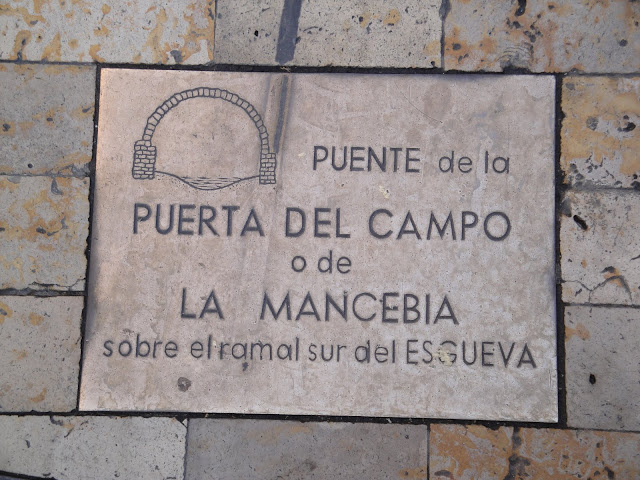 PUENTE de la
PUERTA DEL CAMPO
o de
LA MANCEBIA
sobre el ramal sur del ESGUEVA